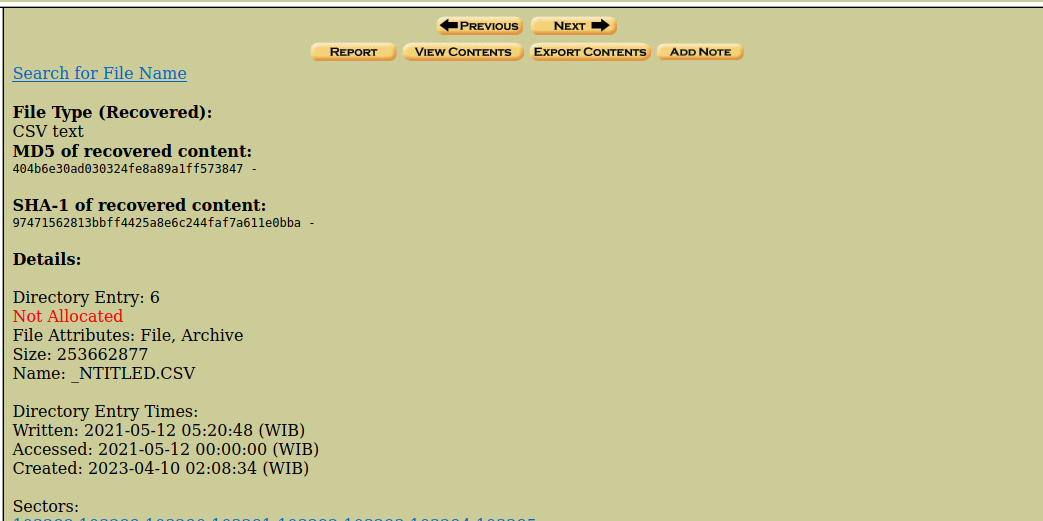 PREVIOUS NEXT
REPORT VIEW CONTENTS EXPORT CONTENTS ADD NOTE
Search for File Name
File Type (Recovered):
CSV text
MD5 of recovered content:
404b6e30ad030324fe8a89a1ff573847 -
SHA-1 of recovered content:
97471562813bbff4425a8e6c244faf7a611e0bba -
Details:
Directory Entry: 6
Not Allocated
File Attributes: File, Archive
Size: 253662877
Name: _NTITLED.CSV
Directory Entry Times:
Written: 2021-05-12 05:20:48 (WIB)
Accessed: 2021-05-12 00:00:00 (WIB)
Created: 2023-04-10 02:08:34 (WIB)
Sectors: